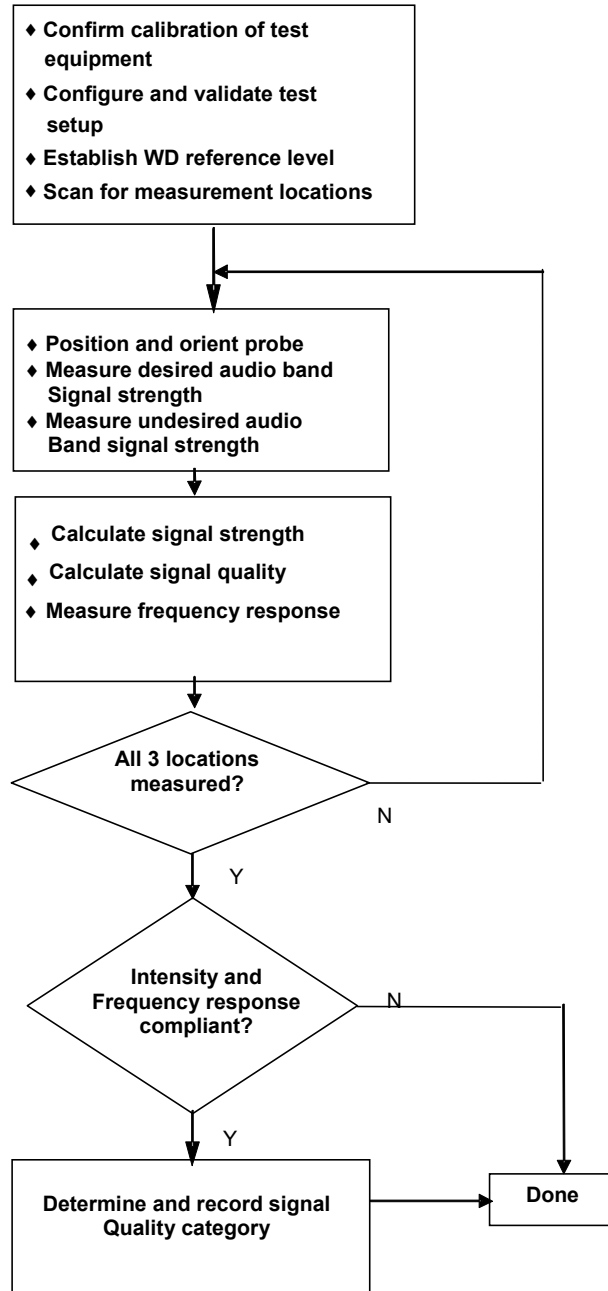 ♦ Confirm calibration of test
equipment
♦ Configure and validate test
setup
♦ Establish WD reference level
♦ Scan for measurement locations
♦ Position and orient probe
♦ Measure desired audio band
Signal strength
♦ Measure undesired audio
Band signal strength
♦ Calculate signal strength
♦ Calculate signal quality
♦ Measure frequency response
All 3 locations
measured?
N
Y
Intensity and
Frequency response
compliant?
N
Y
Determine and record signal
Quality category
Done